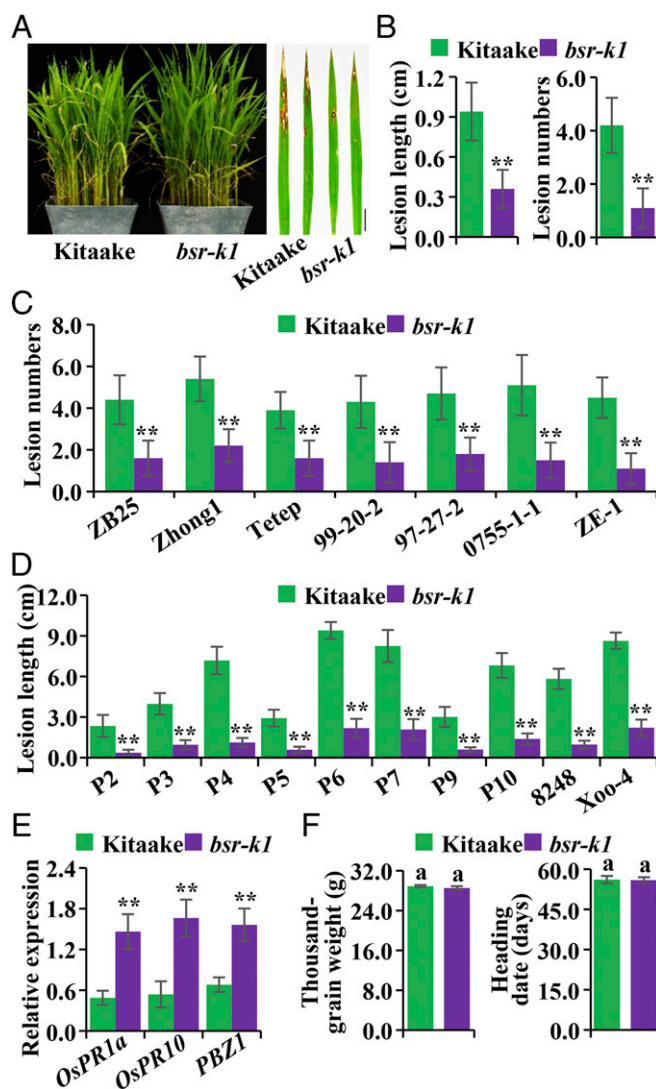 A
Kitaake
bsr-k1
Kitaake
bsr-k1
B
Kitaake bsr-k1
Lesion length (cm)
1.2
0.9
0.6
0.3
0.0
**
Lesion numbers
6.0
4.0
2.0
0.0
**
C
Kitaake bsr-k1
Lesion numbers
8.0
6.0
4.0
2.0
0.0
** ** ** ** ** ** **
ZB25 Zhong1 Tetep 99-20-2 97-27-2 0755-1-1 ZE-1
D
Kitaake bsr-k1
Lesion length (cm)
12.0
9.0
6.0
3.0
0.0
** ** ** ** ** ** ** ** ** **
P2 P3 P4 P5 P6 P7 P9 P10 8248 Xoo-4
E
Kitaake bsr-k1
Relative expression
2.4
1.8
1.2
0.6
0.0
** ** **
OsPR1a OsPR10 PBZ1
F
Kitaake bsr-k1
Thousand-
grain weight (g)
32.0
24.0
16.0
8.0
0.0
a a
Heading
date (days)
60.0
45.0
30.0
15.0
0.0
a a